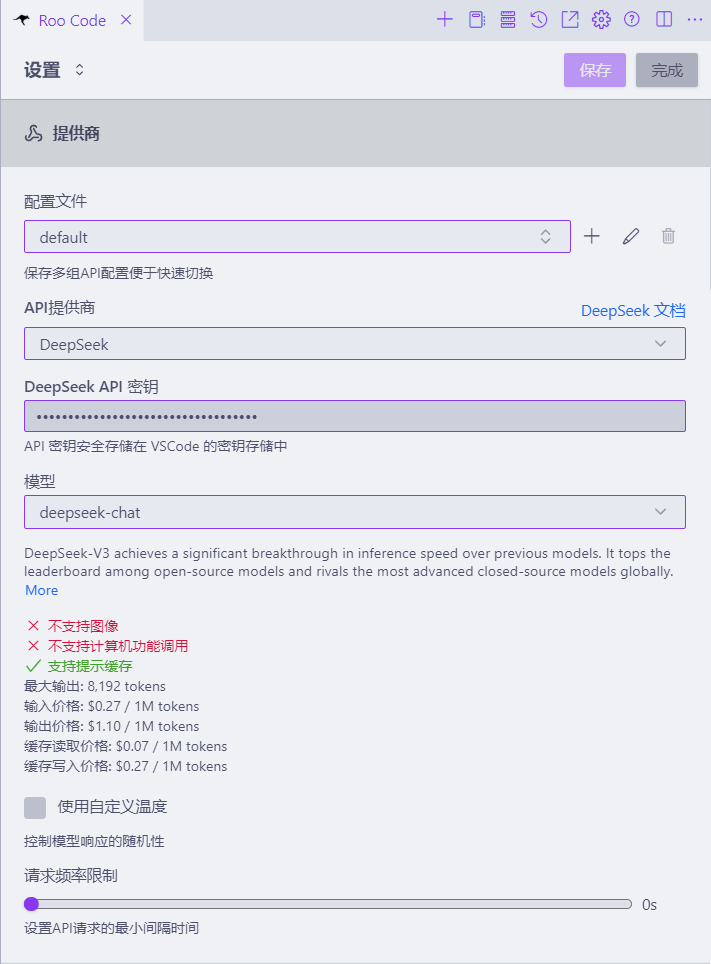 Roo Code
设置
保存
完成
提供商
配置文件
default
保存多组API配置便于快速切换
API提供商
DeepSeek 文档
DeepSeek
DeepSeek API 密钥
•••••••••••••••••••••••••••••••••••
API 密钥安全存储在 VSCode 的密钥存储中
模型
deepseek-chat
DeepSeek-V3 achieves a significant breakthrough in inference speed over previous models. It tops the
leaderboard among open-source models and rivals the most advanced closed-source models globally.
More
不支持图像
不支持计算机功能调用
支持提示缓存
最大输出: 8,192 tokens
输入价格: $0.27 / 1M tokens
输出价格: $1.10 / 1M tokens
缓存读取价格: $0.07 / 1M tokens
缓存写入价格: $0.27 / 1M tokens
使用自定义温度
控制模型响应的随机性
请求频率限制
0s
设置API请求的最小间隔时间